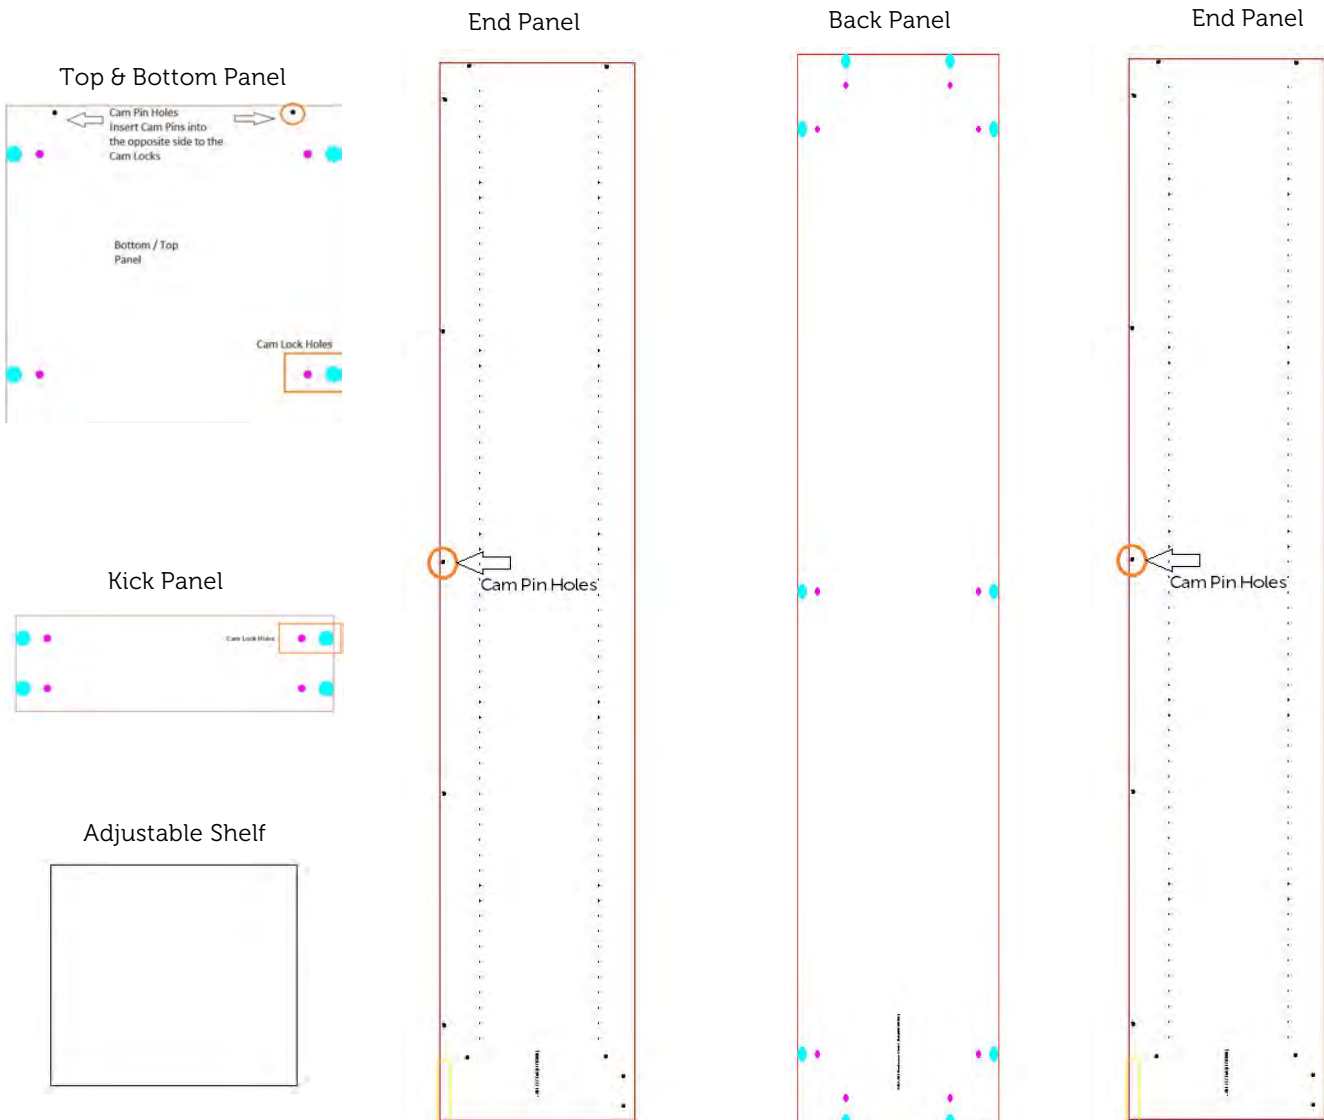 End Panel
Back Panel
End Panel
Top & Bottom Panel
Cam Pin Holes
Insert Cam Pins into
the opposite side to the
Cam Locks
Bottom / Top
Panel
Cam Lock Holes
Cam Pin Holes
Cam Pin Holes
Kick Panel
Cam Lock Holes
Adjustable Shelf